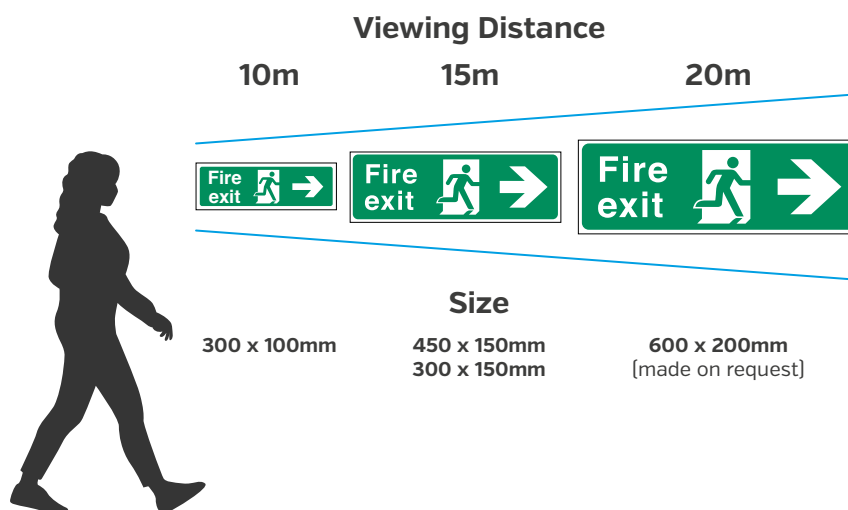 Viewing Distance
10m 15m 20m
Fire
exit
Fire
exit
Fire
exit
Size
300 x 100mm 450 x 150mm 600 x 200mm
300 x 150mm (made on request)